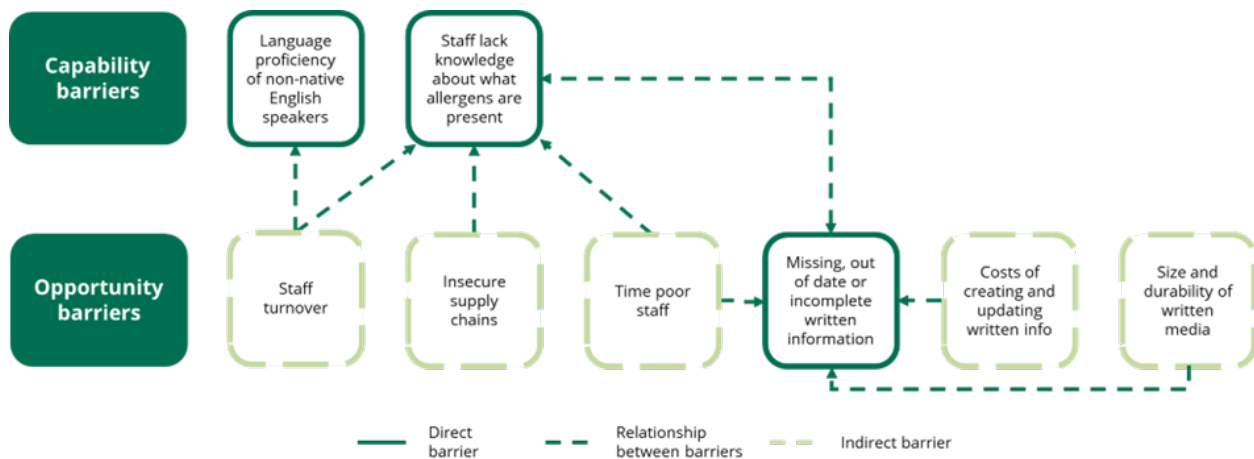 Capability
barriers
Language
proficiency
of non-native
English
speakers
Staff lack
knowledge
about what
allergens are
present
Opportunity
barriers
Staff
turnover
Insecure
supply
chains
Time poor
staff
Missing, out
of date or
incomplete
written
information
Costs of
creating and
updating
written info
Size and
durability of
written
media
Direct
barrier
Relationship
between barriers
Indirect barrier